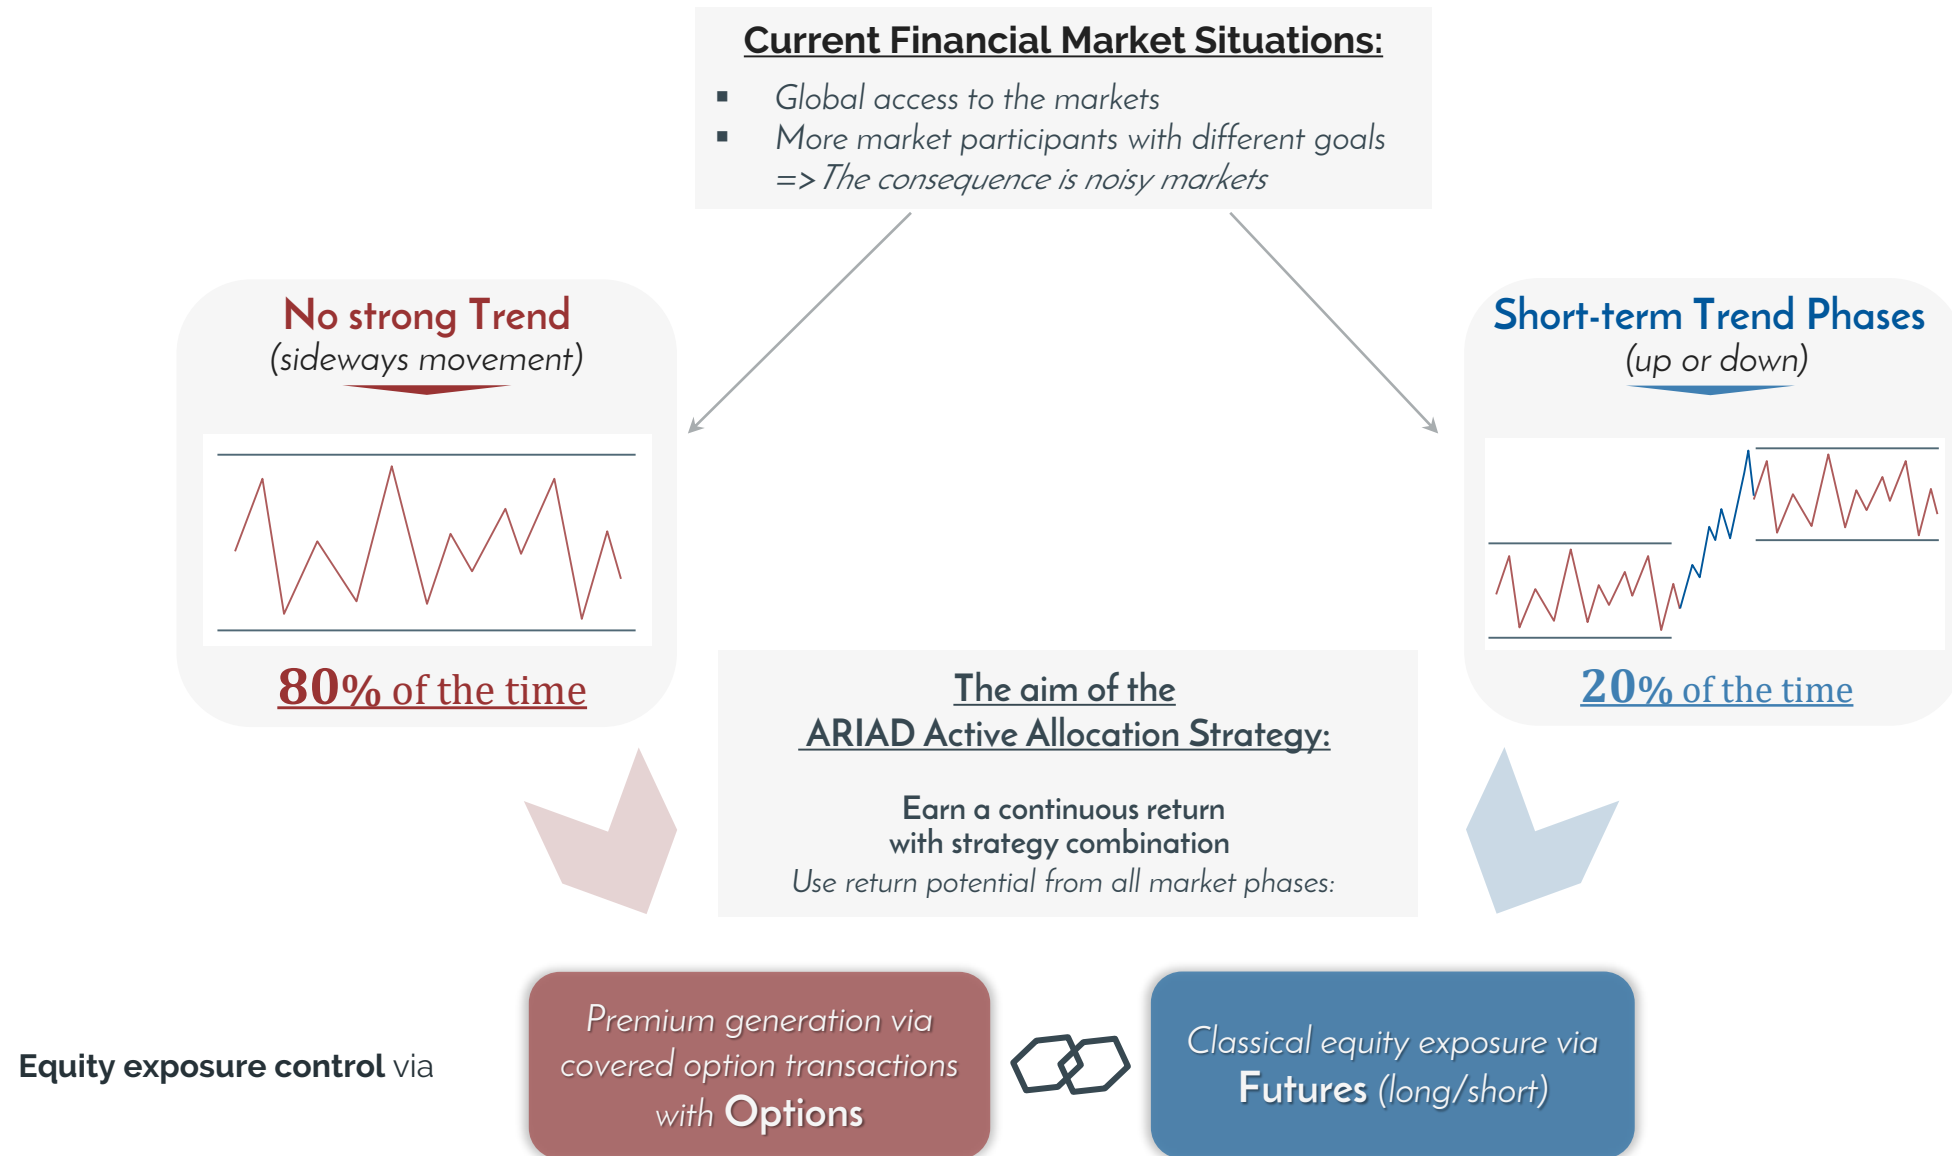 Current Financial Market Situations:
▪ Global access to the markets
▪ More market participants with different goals
=> The consequence is noisy markets
No strong Trend
(sideways movement)
80% of the time
Short-term Trend Phases
(up or down)
20% of the time
The aim of the
ARIAD Active Allocation Strategy:
Earn a continuous return
with strategy combination
Use return potential from all market phases:
Equity exposure control via
Premium generation via
covered option transactions
with Options
Classical equity exposure via
Futures (long/short)